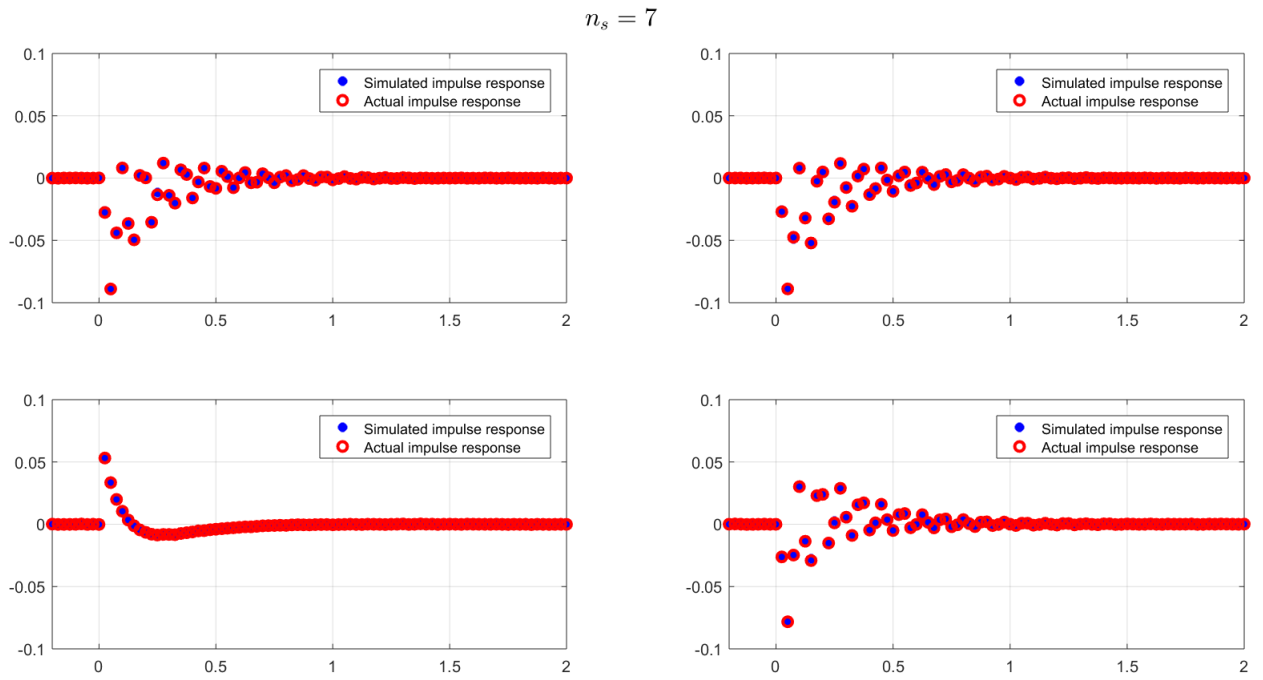 n_s = 7
0.1
0.05
0
-0.05
-0.1
0 0.5 1 1.5 2
Simulated impulse response
Actual impulse response
0.1
0.05
0
-0.05
-0.1
0 0.5 1 1.5 2
Simulated impulse response
Actual impulse response
0.1
0.05
0
-0.05
-0.1
0 0.5 1 1.5 2
Simulated impulse response
Actual impulse response
0.1
0.05
0
-0.05
-0.1
0 0.5 1 1.5 2
Simulated impulse response
Actual impulse response